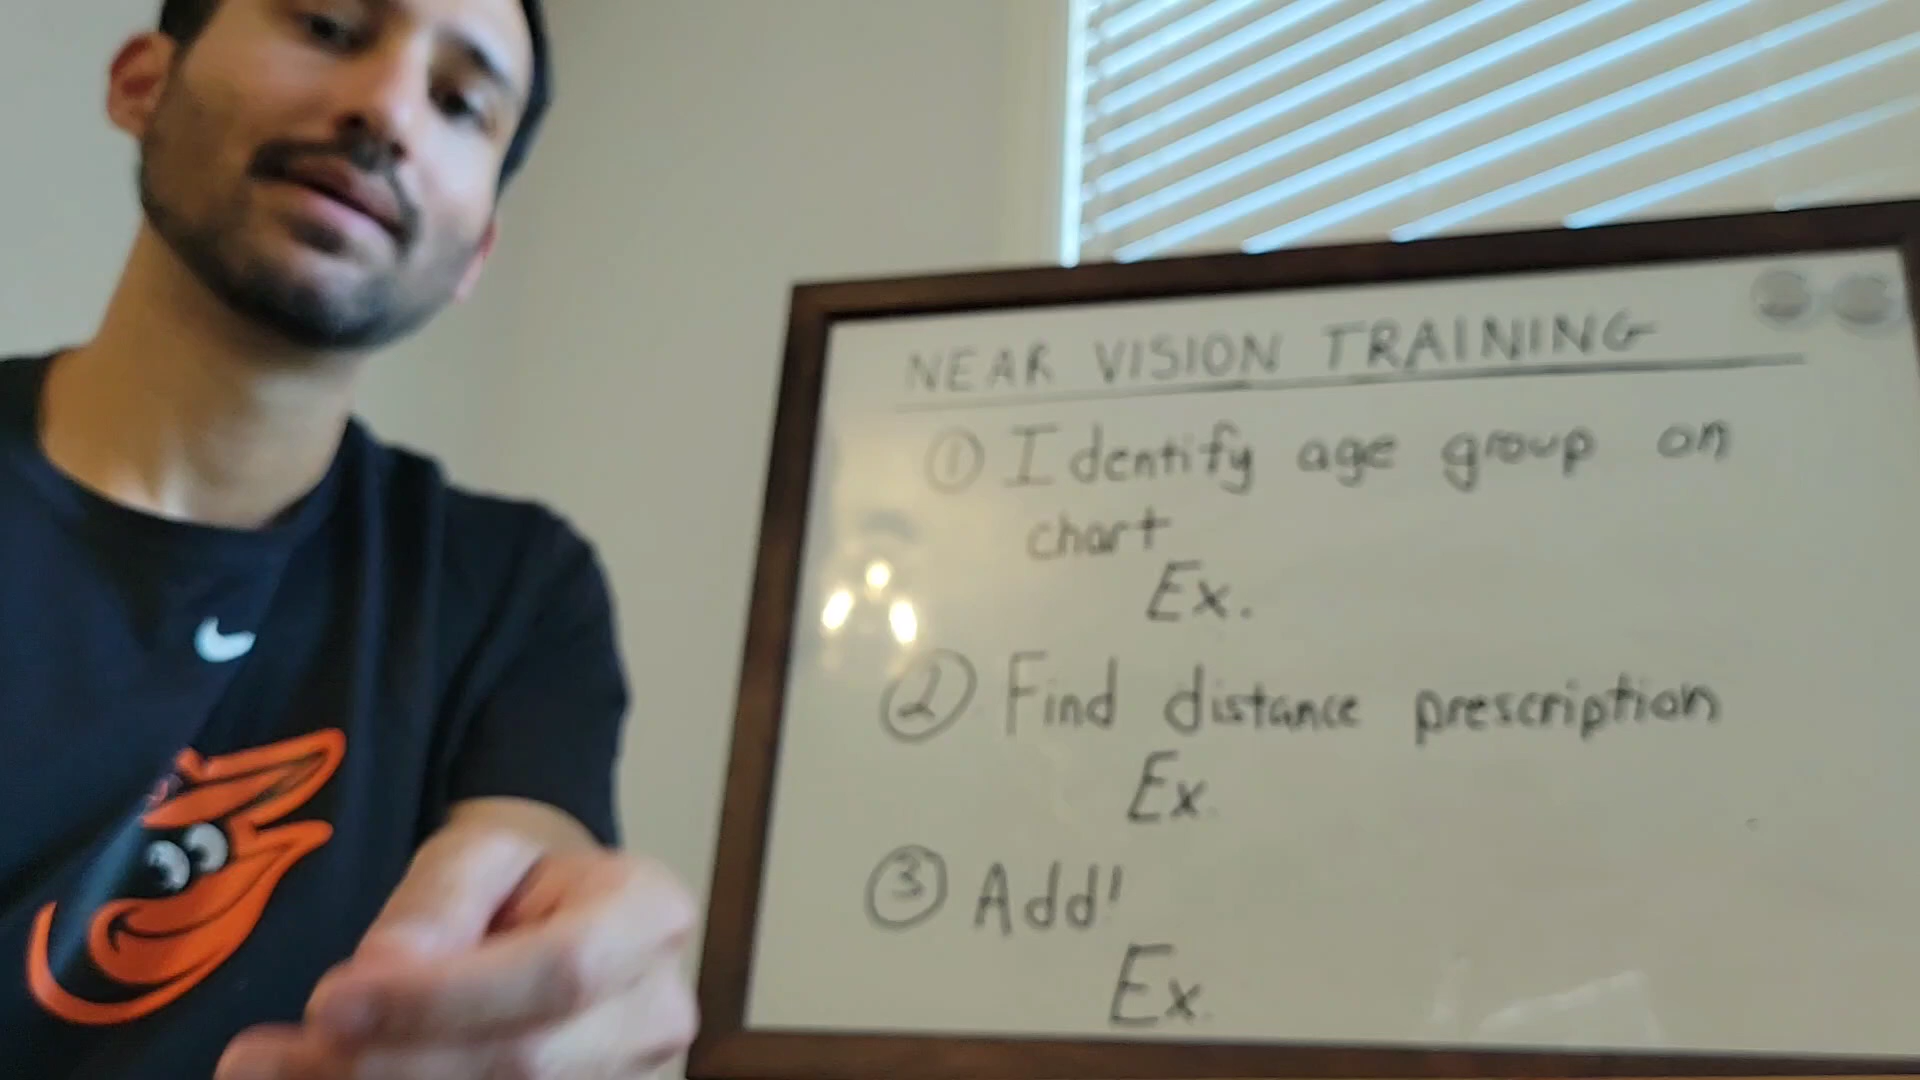 NEAR VISION TRAINING
① Identify age group on
chart
Ex.
② Find distance prescription
Ex.
③ Add!
Ex.